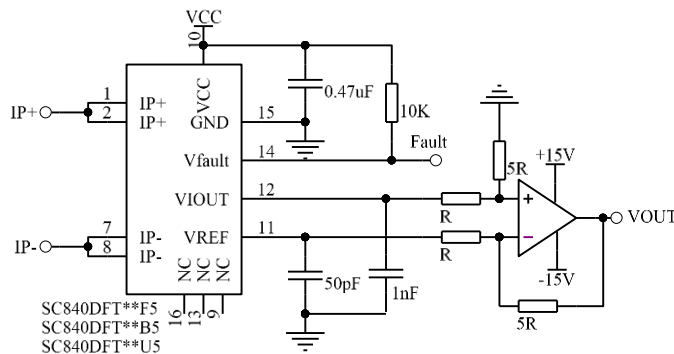 VCC
10
VCC
1
IP+
IP+
2
IP+
GND
15
0.47uF
10K
Vfault
14
Fault
5R
+15V
VIOUT
12
R
+
VOUT
7
IP-
IP-
8
IP-
VREF
11
R
-
-15V
NC
NC
NC
50pF
1nF
5R
16
13
9
SC840DFT**F5
SC840DFT**B5
SC840DFT**U5